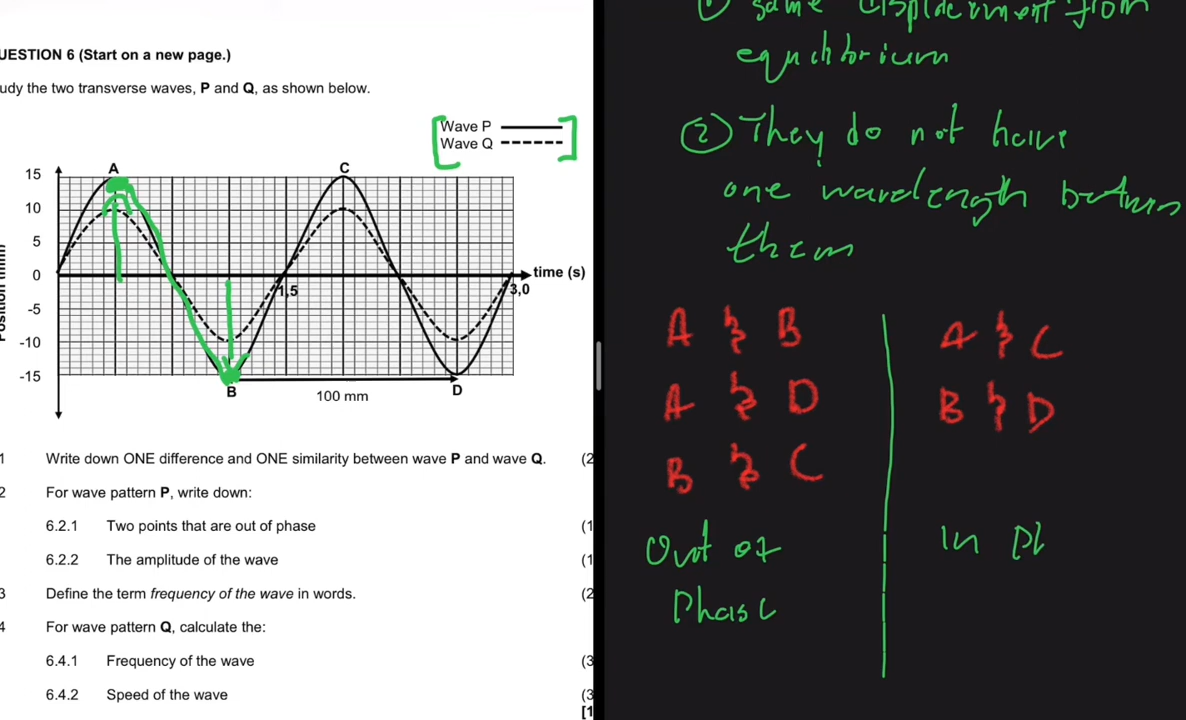 UESTION 6 (Start on a new page.)
udy the two transverse waves, P and Q, as shown below.
Wave P
Wave Q
A
C
15
10
5
0
-5
-10
-15
time (s)
1,5
3,0
B
D
100 mm
1 Write down ONE difference and ONE similarity between wave P and wave Q. (2
2 For wave pattern P, write down:
6.2.1 Two points that are out of phase (1
6.2.2 The amplitude of the wave (1
3 Define the term frequency of the wave in words. (2
4 For wave pattern Q, calculate the:
6.4.1 Frequency of the wave (3
6.4.2 Speed of the wave (3
[1
same displacement from
equilibrium
② They do not have
one wavelength between
them
A & B
A & D
B & C
Out of
Phase
A & C
B & D
In Ph